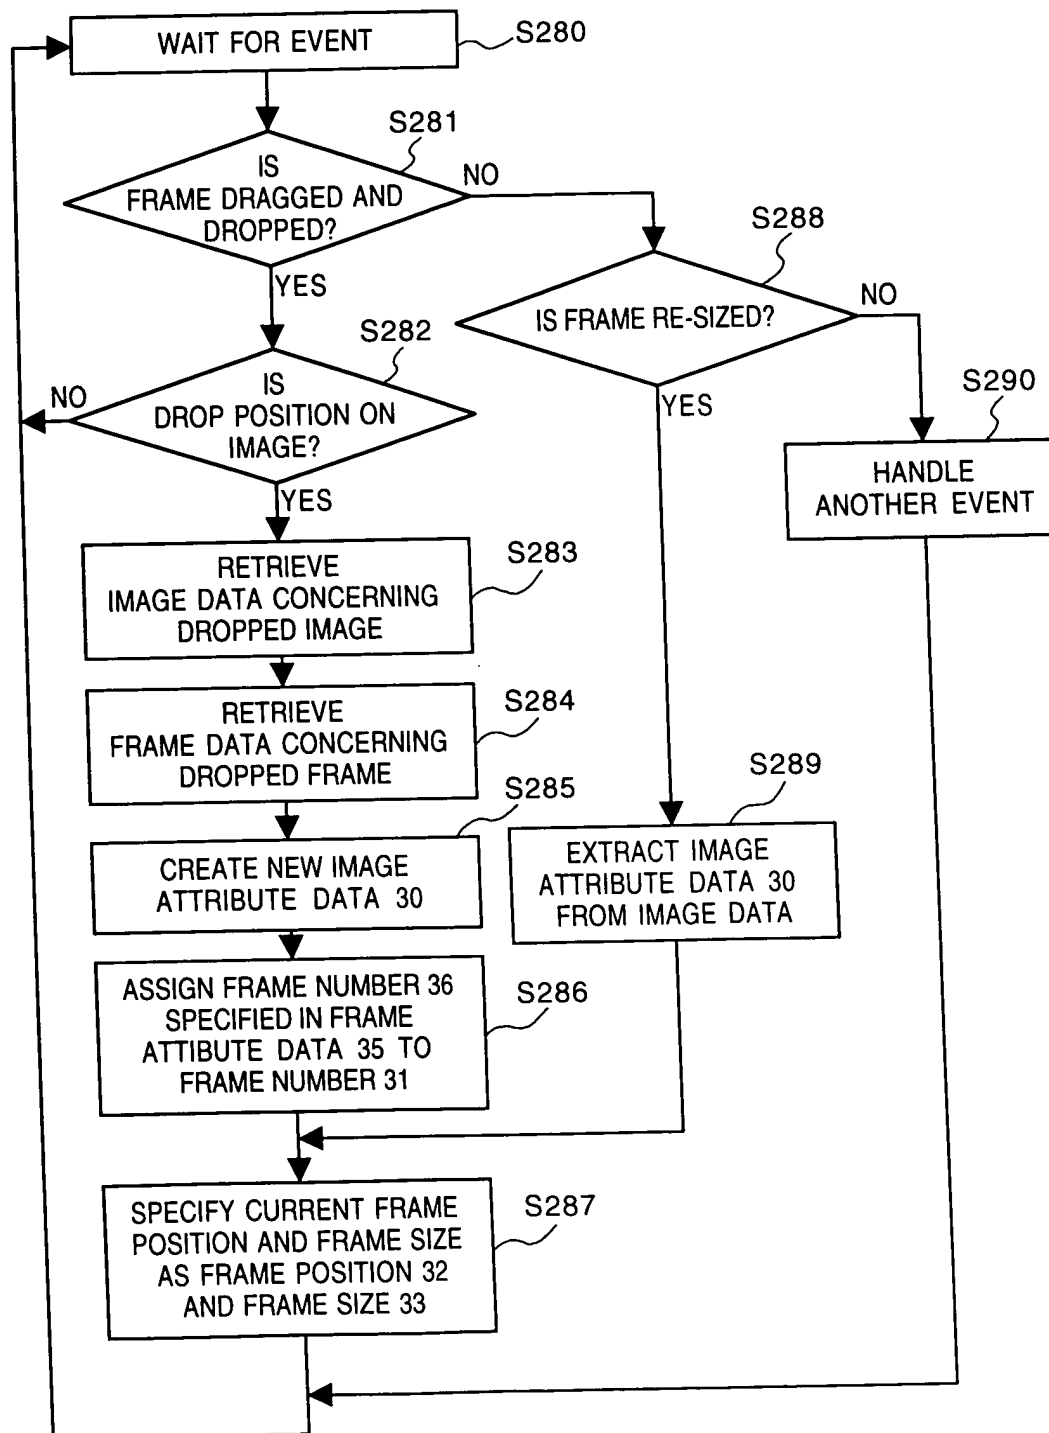 WAIT FOR EVENT
S280
S281
IS
FRAME DRAGGED AND
DROPPED?
NO
YES
S288
IS FRAME RE-SIZED?
NO
YES
S282
IS
DROP POSITION ON
IMAGE?
NO
YES
S290
HANDLE
ANOTHER EVENT
S283
RETRIEVE
IMAGE DATA CONCERNING
DROPPED IMAGE
S284
RETRIEVE
FRAME DATA CONCERNING
DROPPED FRAME
S285
CREATE NEW IMAGE
ATTRIBUTE DATA 30
S289
EXTRACT IMAGE
ATTRIBUTE DATA 30
FROM IMAGE DATA
S286
ASSIGN FRAME NUMBER 36
SPECIFIED IN FRAME
ATTIBUTE DATA 35 TO
FRAME NUMBER 31
S287
SPECIFY CURRENT FRAME
POSITION AND FRAME SIZE
AS FRAME POSITION 32
AND FRAME SIZE 33